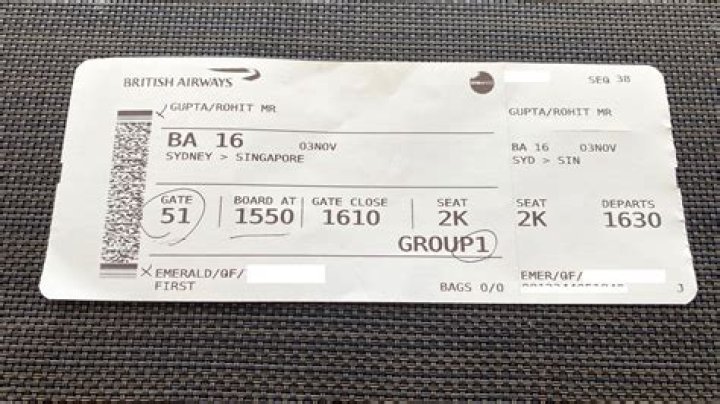 BRITISH AIRWAYS
SEQ 38
GUPTA/ROHIT MR
GUPTA/ROHIT MR
BA 16 03NOV
SYDNEY > SINGAPORE
BA 16 03NOV
SYD > SIN
GATE BOARD AT GATE CLOSE SEAT
51 1550 1610 2K
GROUP1
SEAT DEPARTS
2K 1630
EMERALD/QF/
FIRST
BAGS 0/0
EMER/QF/
3